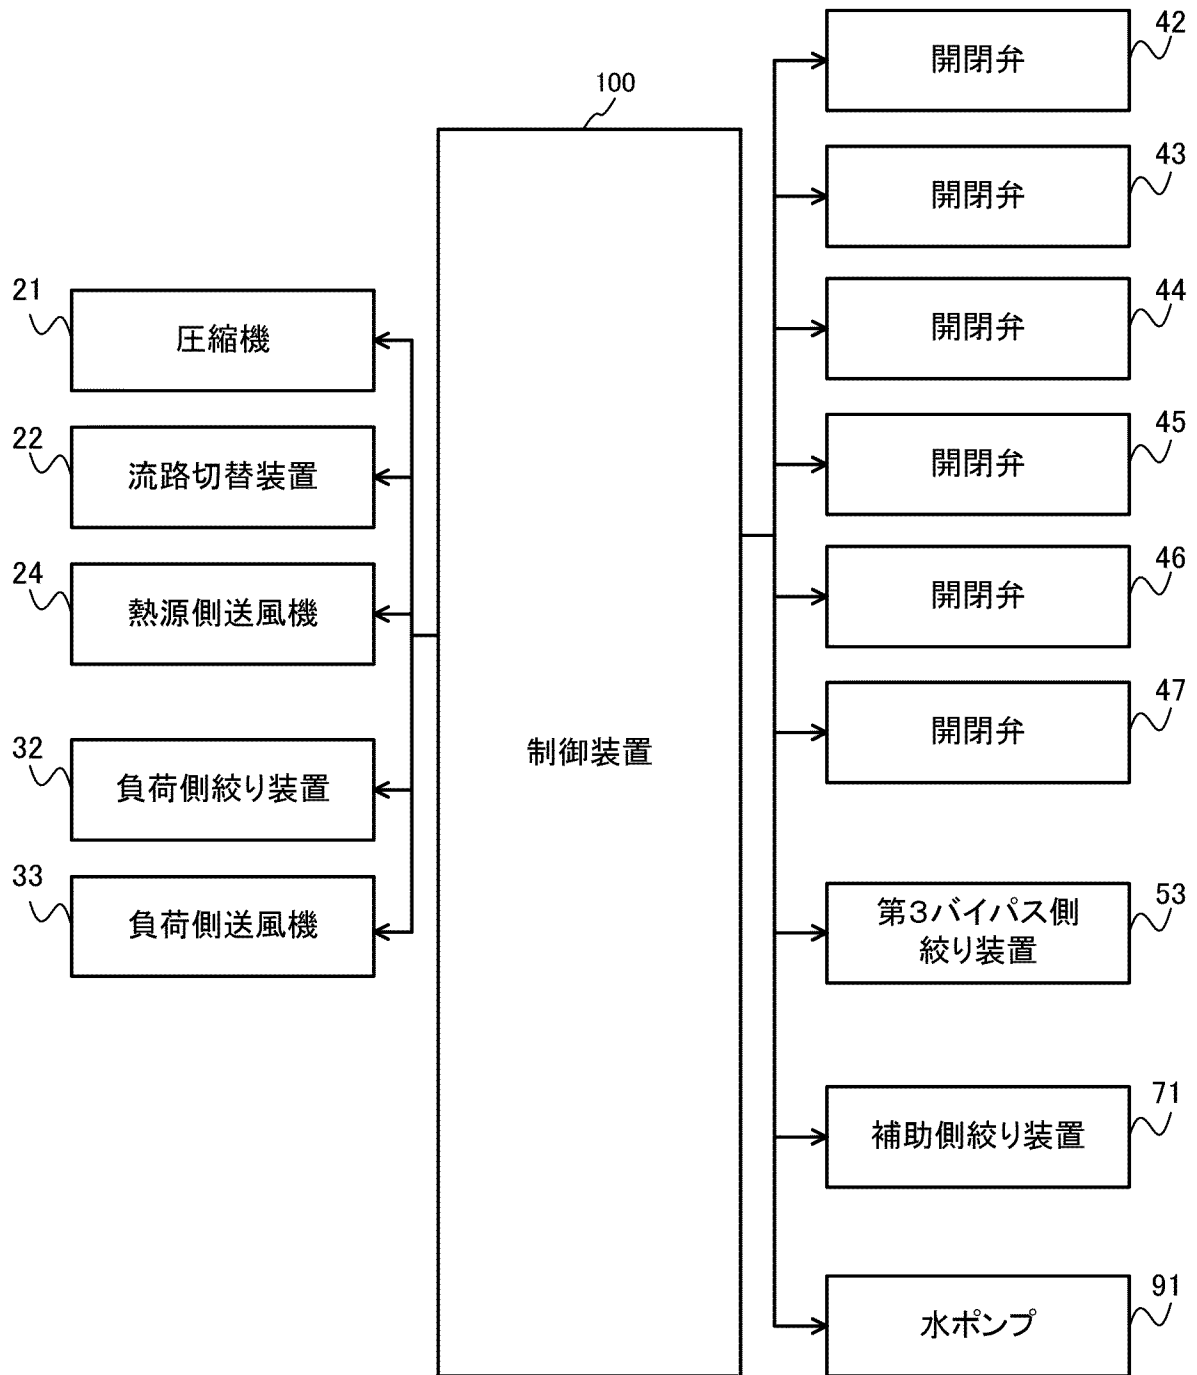 100
制御装置
21
圧縮機
22
流路切替装置
24
熱源側送風機
32
負荷側絞り装置
33
負荷側送風機
42
開閉弁
43
開閉弁
44
開閉弁
45
開閉弁
46
開閉弁
47
開閉弁
53
第３バイパス側
絞り装置
71
補助側絞り装置
91
水ポンプ